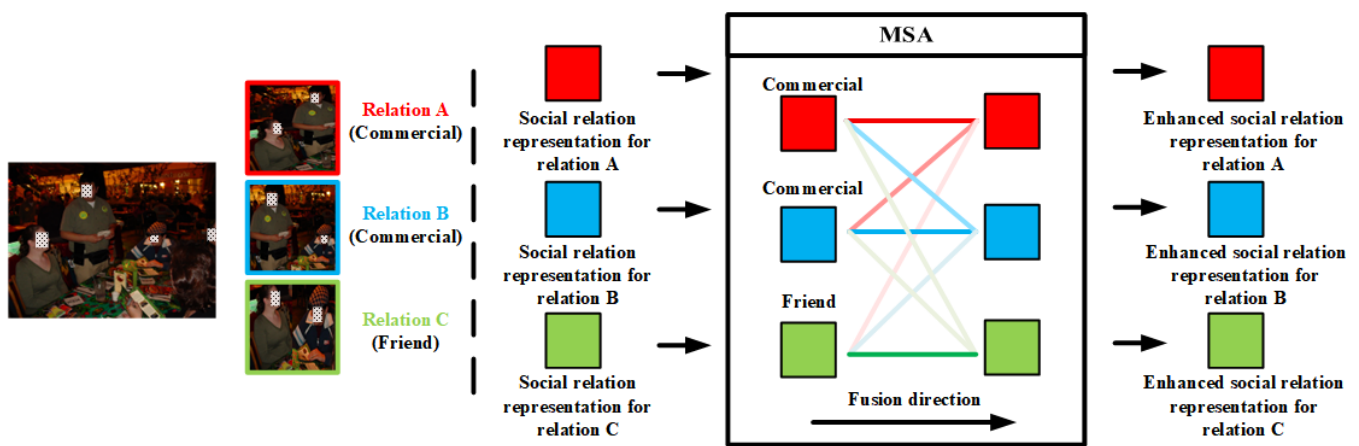 Relation A
(Commercial)
Relation B
(Commercial)
Relation C
(Friend)
Social relation
representation for
relation A
Social relation
representation for
relation B
Social relation
representation for
relation C
MSA
Commercial
Commercial
Friend
Fusion direction
Enhanced social relation
representation for
relation A
Enhanced social relation
representation for
relation B
Enhanced social relation
representation for
relation C